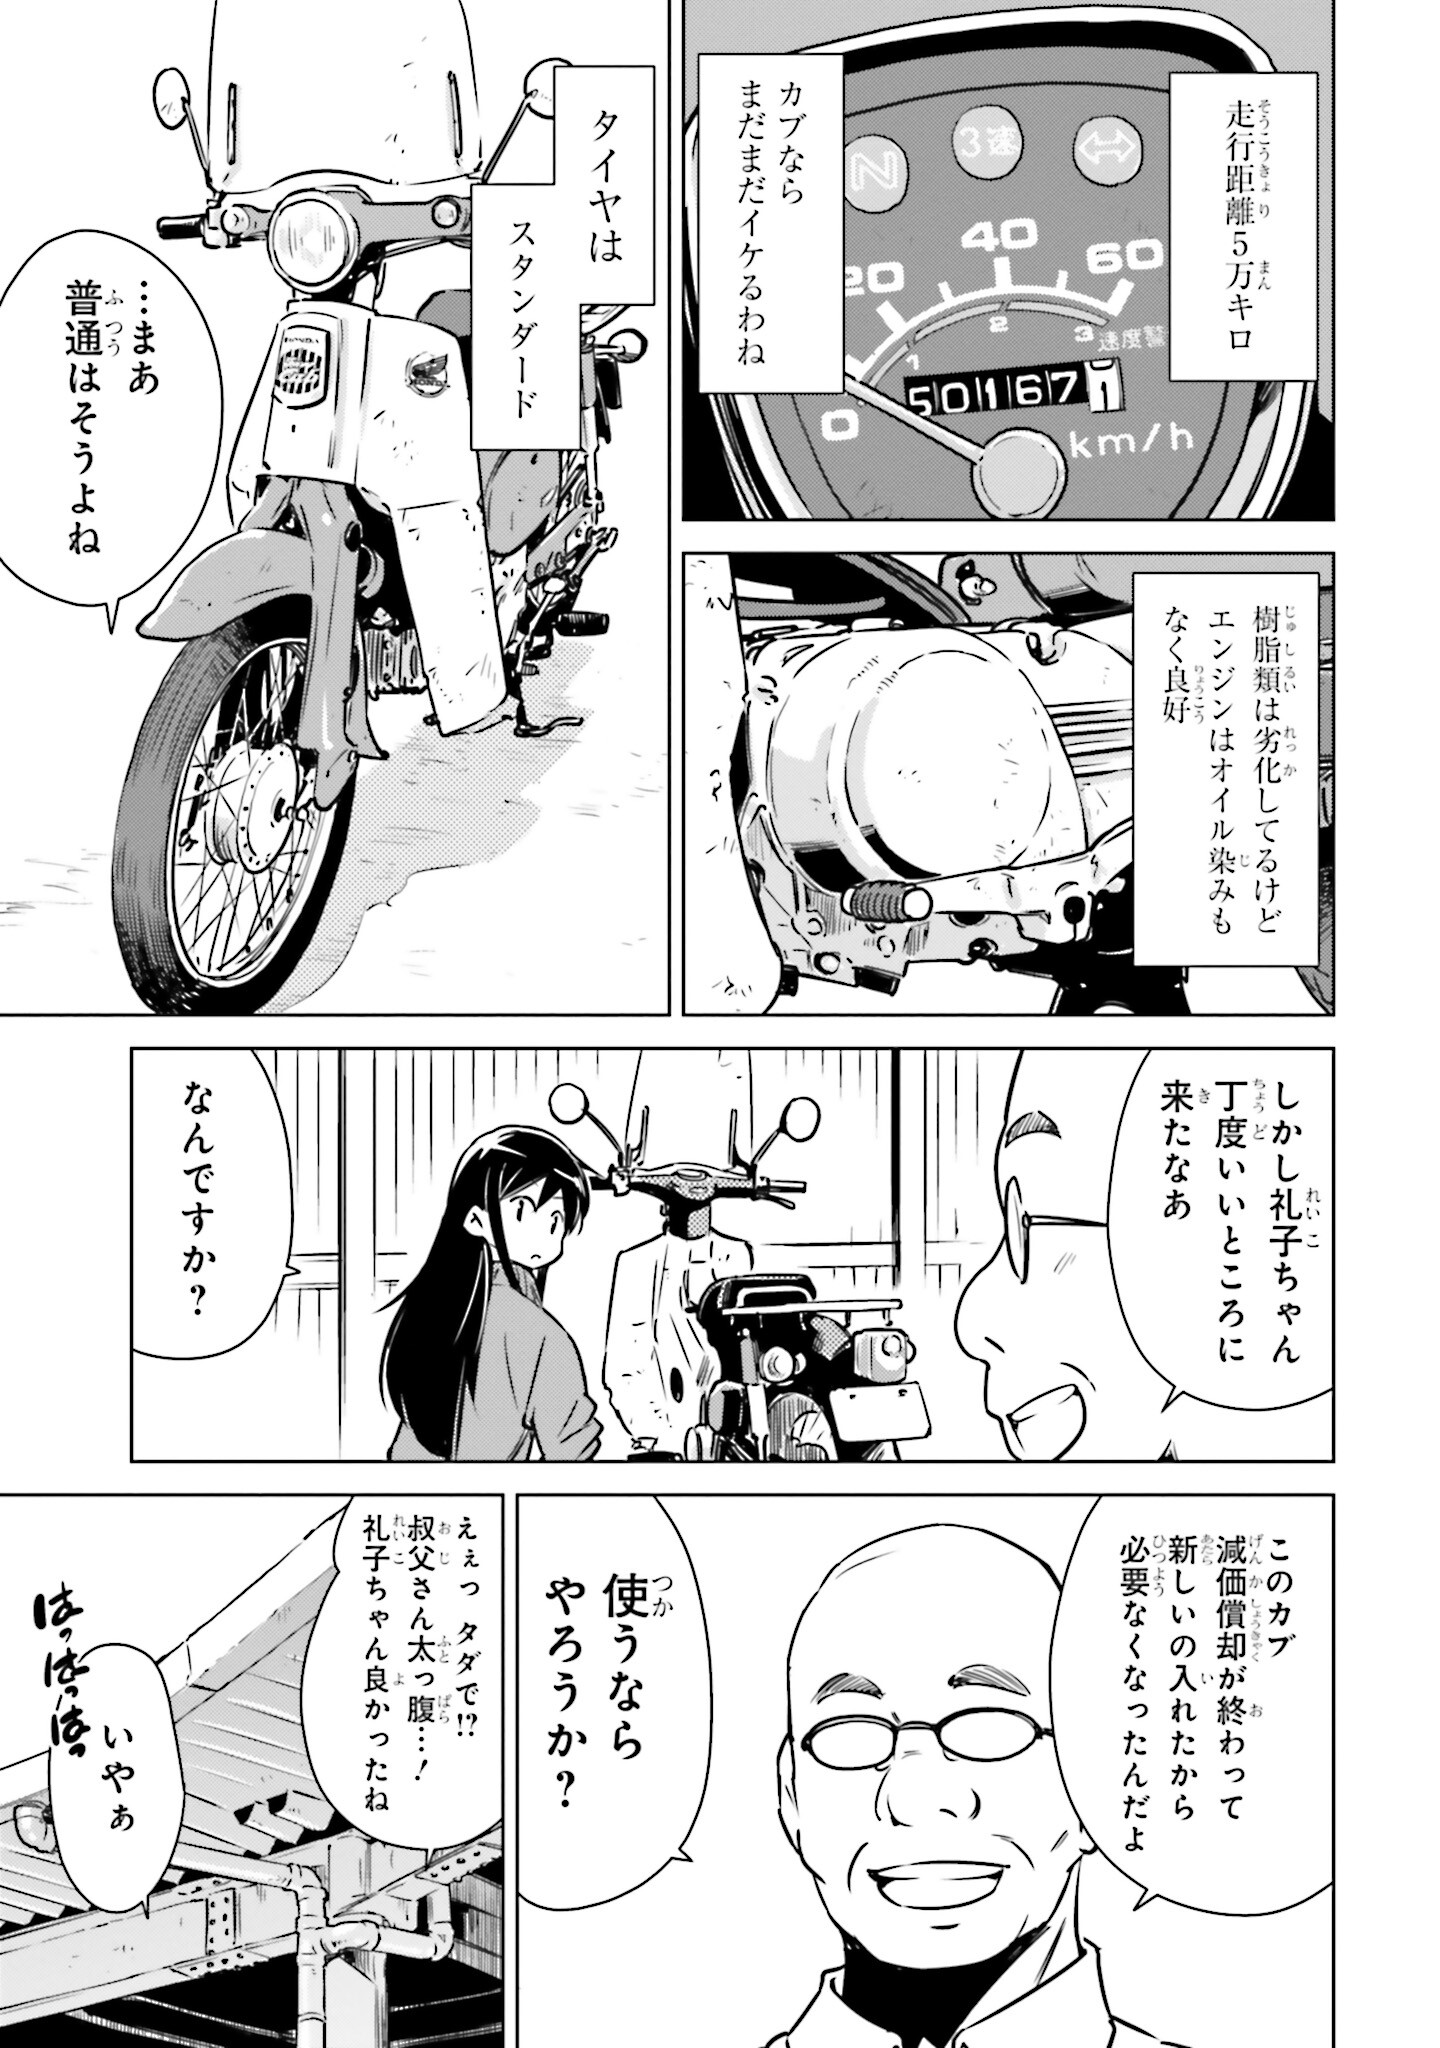 走行距離5万キロ
カブなら
まだまだイケるわね
N
3速
20
40
60
0
1
2
3
速度警
501671
km/h
樹脂類は劣化してるけど
エンジンはオイル染みも
なく良好
タイヤは
スタンダード
HONDA
HONDA
…まあ
普通はそうよね
しかし礼子ちゃん
丁度いいところに
来たなあ
なんですか?
このカブ
減価償却が終わって
新しいの入れたから
必要なくなったんだよ
使うなら
やろうか?
えぇっ タダで!?
叔父さん太っ腹…!
礼子ちゃん良かったね
いやぁ
はっはっはっ